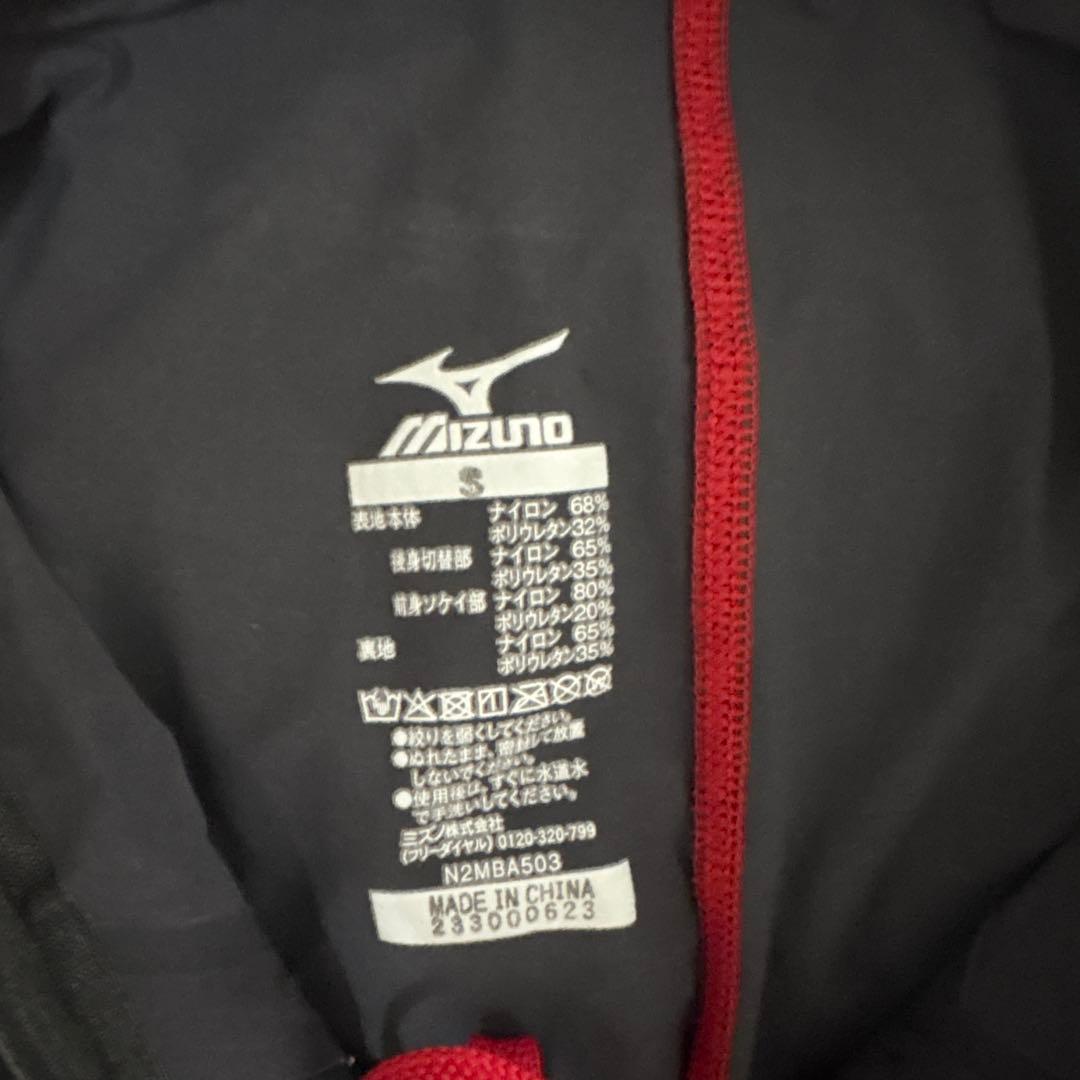 MIZUNO
S
表地本体 ナイロン 68%
ポリウレタン32%
後身切替部 ナイロン 65%
ポリウレタン35%
前身ソケイ部 ナイロン 80%
ポリウレタン20%
裏地 ナイロン 65%
ポリウレタン35%
●絞りを弱くしてください。
●ぬれたまま、密封して放置
しないでください。
●使用後は、すぐに水道水
で手洗いしてください。
ミズノ株式会社
(フリーダイヤル) 0120-320-799
N2MBA503
MADE IN CHINA
233000623